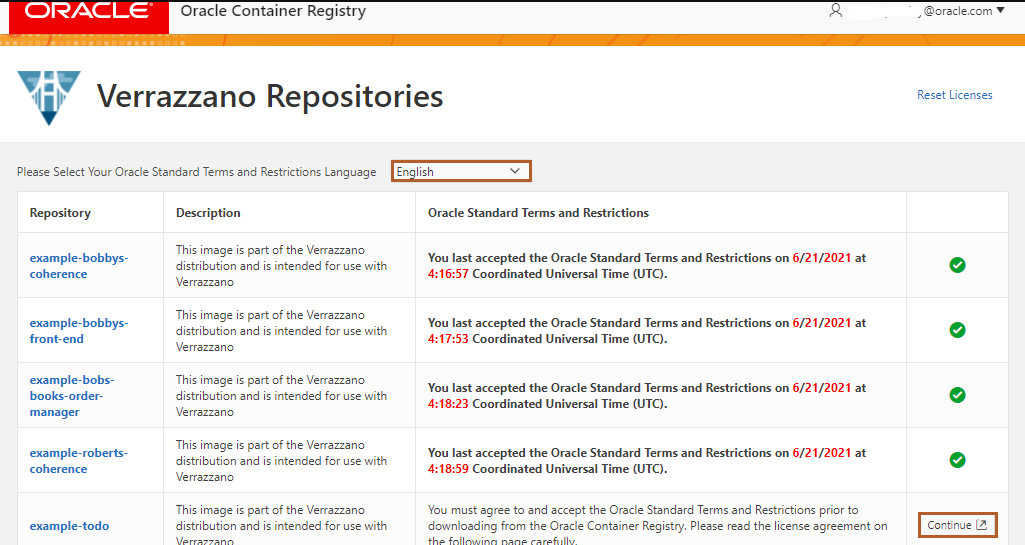 ORACLE
Oracle Container Registry
@oracle.com
Verrazzano Repositories
Reset Licenses
Please Select Your Oracle Standard Terms and Restrictions Language
English
Repository
Description
Oracle Standard Terms and Restrictions
example-bobbys-
coherence
This image is part of the Verrazzano
distribution and is intended for use with
Verrazzano
You last accepted the Oracle Standard Terms and Restrictions on 6/21/2021 at
4:16:57 Coordinated Universal Time (UTC).
example-bobbys-
front-end
This image is part of the Verrazzano
distribution and is intended for use with
Verrazzano
You last accepted the Oracle Standard Terms and Restrictions on 6/21/2021 at
4:17:53 Coordinated Universal Time (UTC).
example-bobs-
books-order-
manager
This image is part of the Verrazzano
distribution and is intended for use with
Verrazzano
You last accepted the Oracle Standard Terms and Restrictions on 6/21/2021 at
4:18:23 Coordinated Universal Time (UTC).
example-roberts-
coherence
This image is part of the Verrazzano
distribution and is intended for use with
Verrazzano
You last accepted the Oracle Standard Terms and Restrictions on 6/21/2021 at
4:18:59 Coordinated Universal Time (UTC).
example-todo
This image is part of the Verrazzano
distribution and is intended for use with
Verrazzano
You must agree to and accept the Oracle Standard Terms and Restrictions prior to
downloading from the Oracle Container Registry. Please read the license agreement on
the following page carefully.
Continue